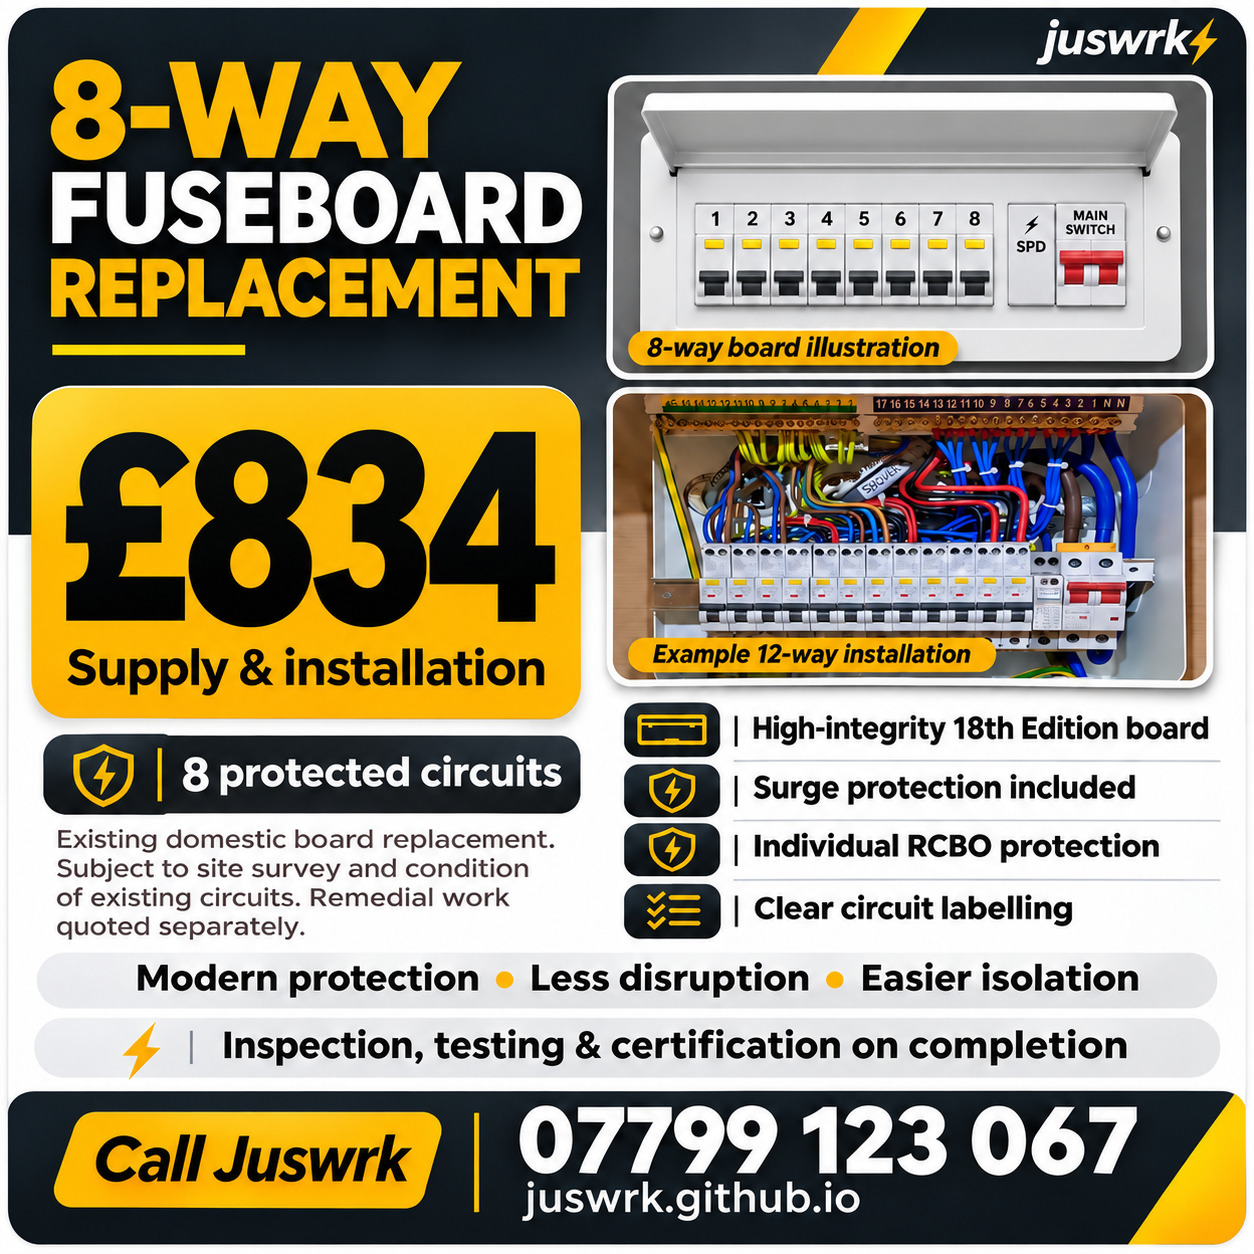 juswrk
8-WAY
FUSEBOARD
REPLACEMENT
1 2 3 4 5 6 7 8
SPD
MAIN
SWITCH
8-way board illustration
£834
Supply & installation
17 16 15 14 13 12 11 10 9 8 7 6 5 4 3 2 1 N N
Example 12-way installation
8 protected circuits
Existing domestic board replacement.
Subject to site survey and condition
of existing circuits. Remedial work
quoted separately.
High-integrity 18th Edition board
Surge protection included
Individual RCBO protection
Clear circuit labelling
Modern protection • Less disruption • Easier isolation
Inspection, testing & certification on completion
Call Juswrk
07799 123 067
juswrk.github.io